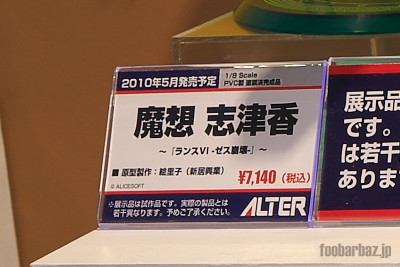 2010年5月発売予定
1/8 Scale
PVC製 塗装済完成品
魔想 志津香
～『ランスVI -ゼス崩壊-』～
■ 原型製作：絵里子（新居興業）
© ALICESOFT
¥7,140（税込）
※展示品は試作品です。実際の製品とは
若干異なります。予めご了承ください。
ALTER
展示品
です。
は若干
ありま
foobarbaz.jp